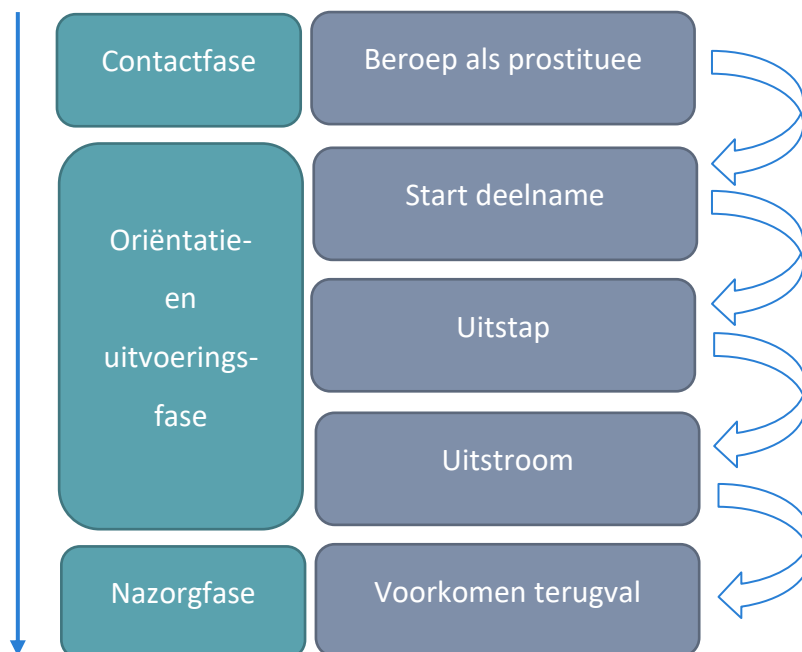 Contactfase
Beroep als prostituee
Oriëntatie-
en
uitvoerings-
fase
Start deelname
Uitstap
Uitstroom
Nazorgfase
Voorkomen terugval